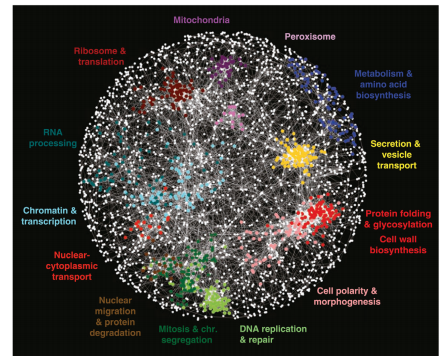 Mitochondria
Peroxisome
Ribosome &
translation
Metabolism &
amino acid
biosynthesis
RNA
processing
Secretion &
vesicle
transport
Chromatin &
transcription
Protein folding
& glycosylation
Cell wall
biosynthesis
Nuclear-
cytoplasmic
transport
Cell polarity &
morphogenesis
Nuclear
migration
& protein
degradation
Mitosis & chr.
segregation
DNA replication
& repair